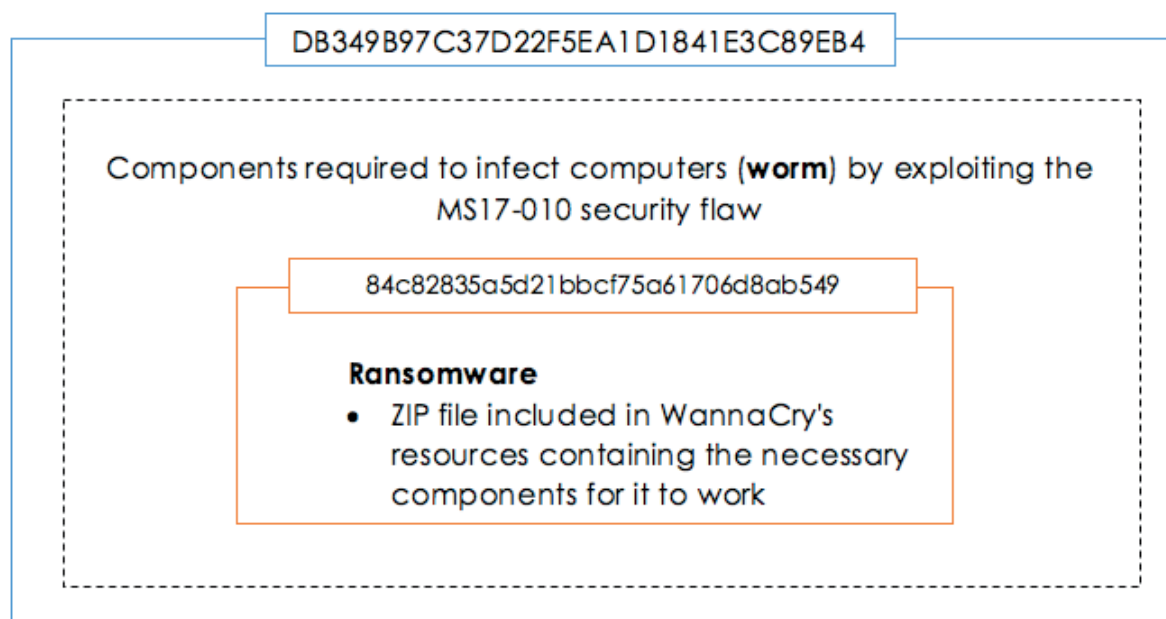 DB349B97C37D22F5EA1D1841E3C89EB4
Components required to infect computers (worm) by exploiting the
MS17-010 security flaw
84c82835a5d21bbcf75a61706d8ab549
Ransomware
• ZIP file included in WannaCry's
resources containing the necessary
components for it to work